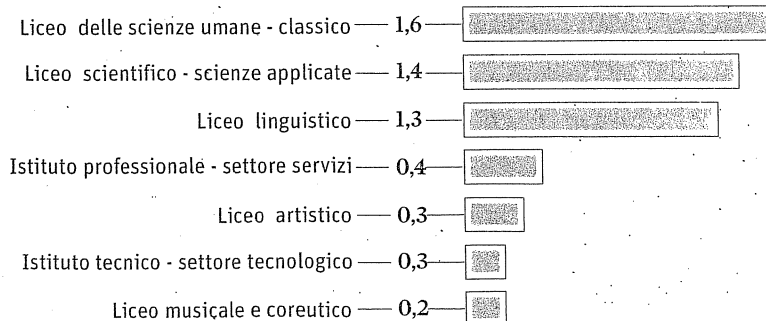 Liceo delle scienze umane - classico 1,6
Liceo scientifico - scienze applicate 1,4
Liceo linguistico 1,3
Istituto professionale - settore servizi 0,4
Liceo artistico 0,3
Istituto tecnico - settore tecnologico 0,3
Liceo musicale e coreutico 0,2